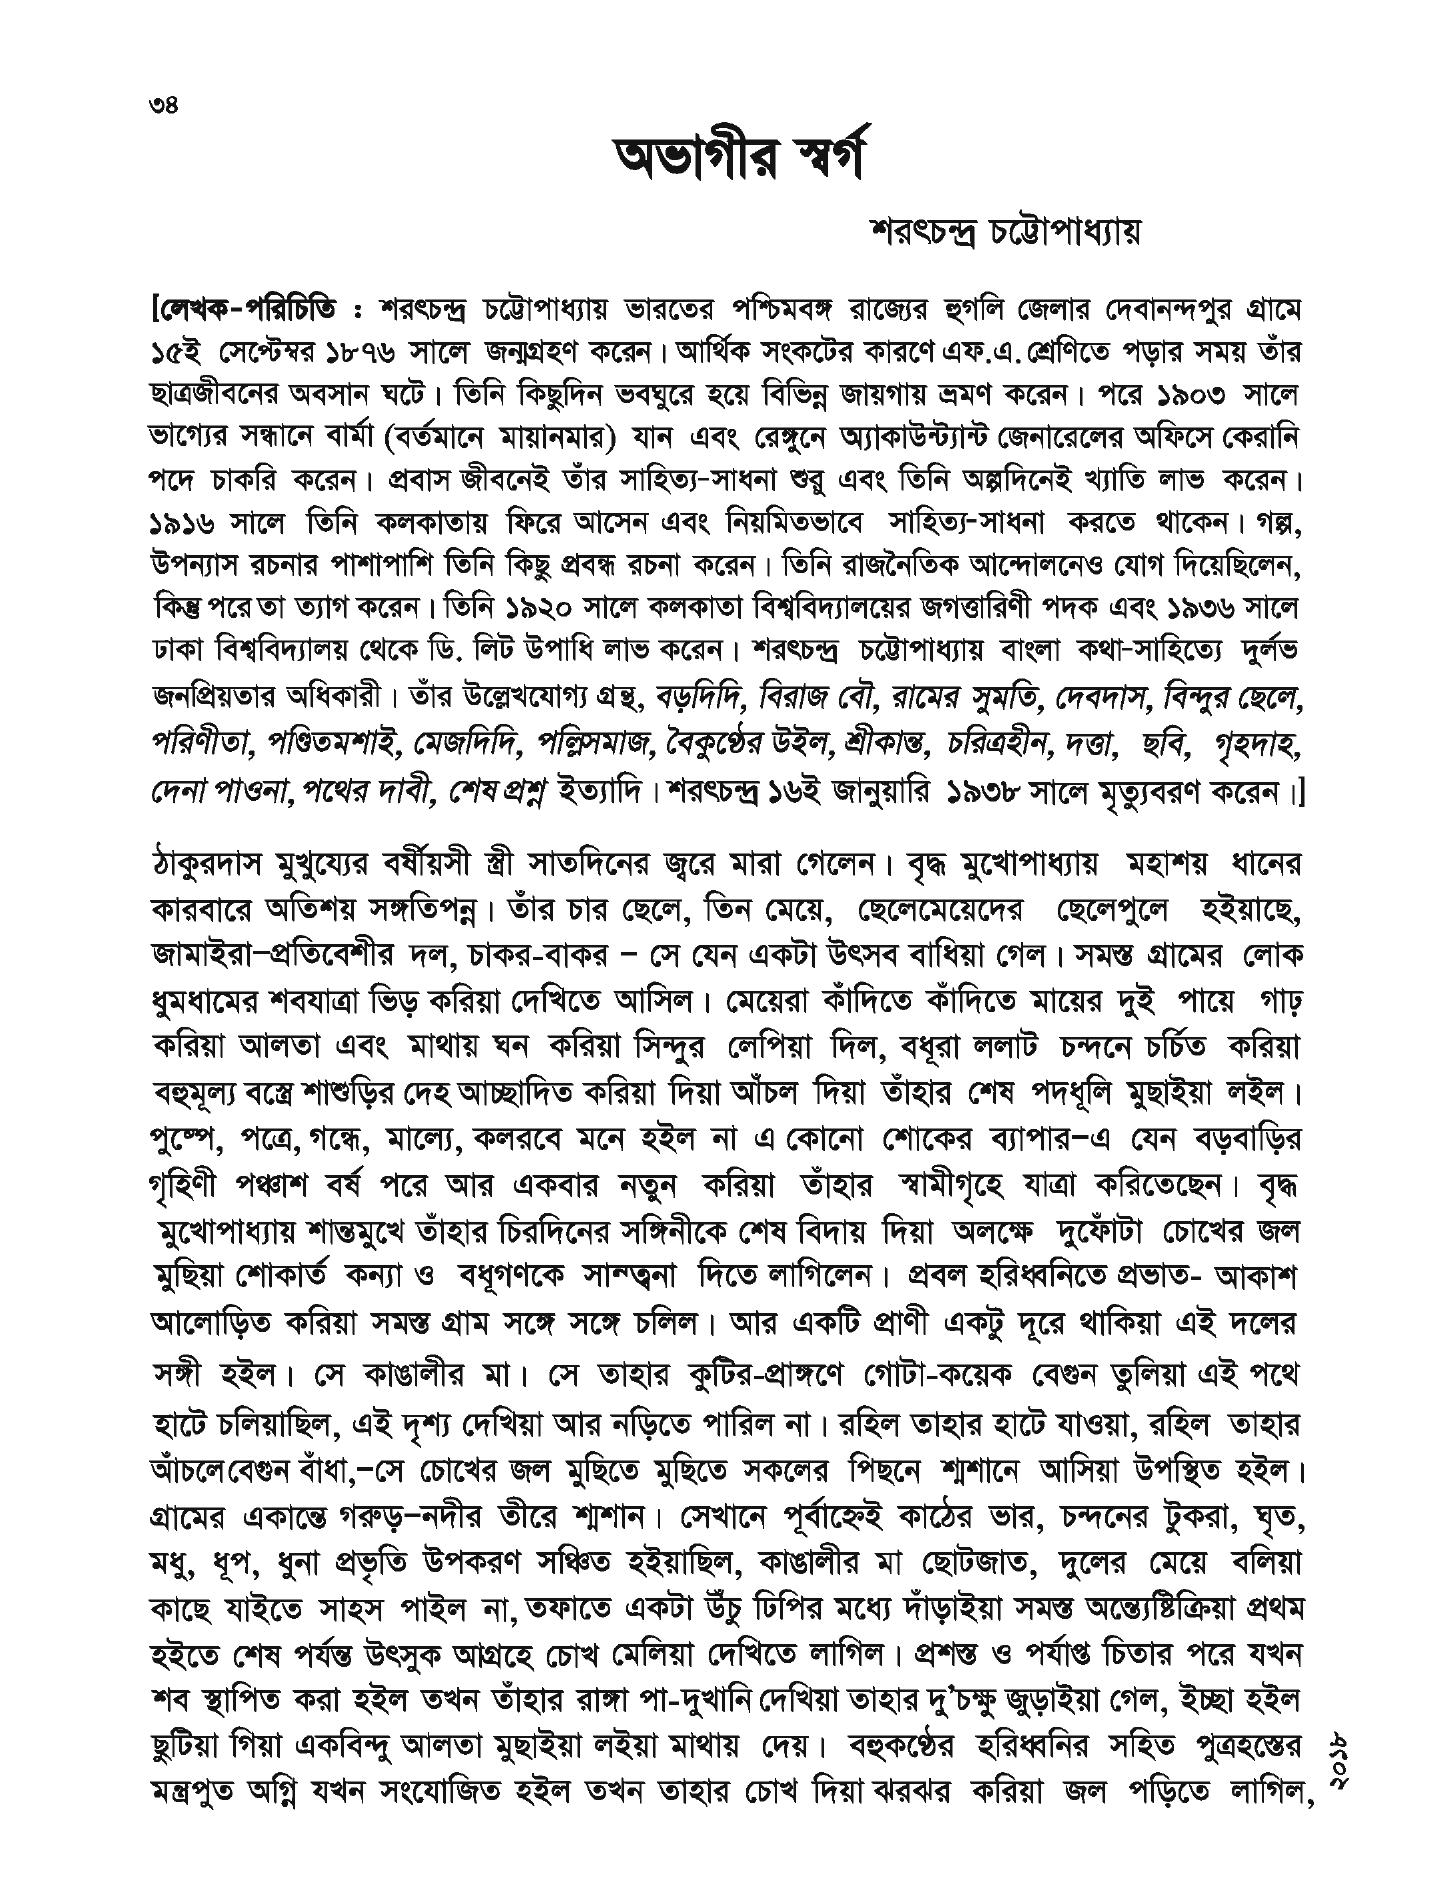 ৩৪
অভাগীর স্বর্গ
শরৎচন্দ্র চট্টোপাধ্যায়
[লেখক-পরিচিতি : শরৎচন্দ্র চট্টোপাধ্যায় ভারতের পশ্চিমবঙ্গ রাজ্যের হুগলি জেলার দেবানন্দপুর গ্রামে
১৫ই সেপ্টেম্বর ১৮৭৬ সালে জন্মগ্রহণ করেন। আর্থিক সংকটের কারণে এফ.এ. শ্রেণিতে পড়ার সময় তাঁর
ছাত্রজীবনের অবসান ঘটে। তিনি কিছুদিন ভবঘুরে হয়ে বিভিন্ন জায়গায় ভ্রমণ করেন। পরে ১৯০৩ সালে
ভাগ্যের সন্ধানে বার্মা (বর্তমানে মায়ানমার) যান এবং রেঙ্গুনে অ্যাকাউন্ট্যান্ট জেনারেলের অফিসে কেরানি
পদে চাকরি করেন। প্রবাস জীবনেই তাঁর সাহিত্য-সাধনা শুরু এবং তিনি অল্পদিনেই খ্যাতি লাভ করেন।
১৯১৬ সালে তিনি কলকাতায় ফিরে আসেন এবং নিয়মিতভাবে সাহিত্য-সাধনা করতে থাকেন। গল্প,
উপন্যাস রচনার পাশাপাশি তিনি কিছু প্রবন্ধ রচনা করেন। তিনি রাজনৈতিক আন্দোলনেও যোগ দিয়েছিলেন,
কিন্তু পরে তা ত্যাগ করেন। তিনি ১৯২০ সালে কলকাতা বিশ্ববিদ্যালয়ের জগত্তারিণী পদক এবং ১৯৩৬ সালে
ঢাকা বিশ্ববিদ্যালয় থেকে ডি. লিট উপাধি লাভ করেন। শরৎচন্দ্র চট্টোপাধ্যায় বাংলা কথা-সাহিত্যে দুর্লভ
জনপ্রিয়তার অধিকারী। তাঁর উল্লেখযোগ্য গ্রন্থ, বড়দিদি, বিরাজ বৌ, রামের সুমতি, দেবদাস, বিন্দুর ছেলে,
পরিণীতা, পণ্ডিতমশাই, মেজদিদি, পল্লিসমাজ, বৈকুণ্ঠের উইল, শ্রীকান্ত, চরিত্রহীন, দত্তা, ছবি, গৃহদাহ,
দেনা পাওনা, পথের দাবী, শেষ প্রশ্ন ইত্যাদি। শরৎচন্দ্র ১৬ই জানুয়ারি ১৯৩৮ সালে মৃত্যুবরণ করেন।]
ঠাকুরদাস মুখুয্যের বর্ষীয়সী স্ত্রী সাতদিনের জ্বরে মারা গেলেন। বৃদ্ধ মুখোপাধ্যায় মহাশয় ধানের
কারবারে অতিশয় সঙ্গতিপন্ন। তাঁর চার ছেলে, তিন মেয়ে, ছেলেমেয়েদের ছেলেপুলে হইয়াছে,
জামাইরা–প্রতিবেশীর দল, চাকর-বাকর – সে যেন একটা উৎসব বাধিয়া গেল। সমস্ত গ্রামের লোক
ধুমধামের শবযাত্রা ভিড় করিয়া দেখিতে আসিল। মেয়েরা কাঁদিতে কাঁদিতে মায়ের দুই পায়ে গাঢ়
করিয়া আলতা এবং মাথায় ঘন করিয়া সিন্দুর লেপিয়া দিল, বধূরা ললাট চন্দনে চর্চিত করিয়া
বহুমূল্য বস্ত্রে শাশুড়ির দেহ আচ্ছাদিত করিয়া দিয়া আঁচল দিয়া তাঁহার শেষ পদধূলি মুছাইয়া লইল।
পুষ্পে, পত্রে, গন্ধে, মাল্যে, কলরবে মনে হইল না এ কোনো শোকের ব্যাপার–এ যেন বড়বাড়ির
গৃহিণী পঞ্চাশ বর্ষ পরে আর একবার নতুন করিয়া তাঁহার স্বামীগৃহে যাত্রা করিতেছেন। বৃদ্ধ
মুখোপাধ্যায় শান্তমুখে তাঁহার চিরদিনের সঙ্গিনীকে শেষ বিদায় দিয়া অলক্ষে দুফোঁটা চোখের জল
মুছিয়া শোকার্ত কন্যা ও বধূগণকে সান্ত্বনা দিতে লাগিলেন। প্রবল হরিধ্বনিতে প্রভাত- আকাশ
আলোড়িত করিয়া সমস্ত গ্রাম সঙ্গে সঙ্গে চলিল। আর একটি প্রাণী একটু দূরে থাকিয়া এই দলের
সঙ্গী হইল। সে কাঙালীর মা। সে তাহার কুটির-প্রাঙ্গণে গোটা-কয়েক বেগুন তুলিয়া এই পথে
হাটে চলিয়াছিল, এই দৃশ্য দেখিয়া আর নড়িতে পারিল না। রহিল তাহার হাটে যাওয়া, রহিল তাহার
আঁচলে বেগুন বাঁধা,–সে চোখের জল মুছিতে মুছিতে সকলের পিছনে শ্মশানে আসিয়া উপস্থিত হইল।
গ্রামের একান্তে গরুড়–নদীর তীরে শ্মশান। সেখানে পূর্বাহ্নেই কাঠের ভার, চন্দনের টুকরা, ঘৃত,
মধু, ধূপ, ধুনা প্রভৃতি উপকরণ সঞ্চিত হইয়াছিল, কাঙালীর মা ছোটজাত, দুলের মেয়ে বলিয়া
কাছে যাইতে সাহস পাইল না, তফাতে একটা উঁচু ঢিপির মধ্যে দাঁড়াইয়া সমস্ত অন্ত্যেষ্টিক্রিয়া প্রথম
হইতে শেষ পর্যন্ত উৎসুক আগ্রহে চোখ মেলিয়া দেখিতে লাগিল। প্রশস্ত ও পর্যাপ্ত চিতার পরে যখন
শব স্থাপিত করা হইল তখন তাঁহার রাঙ্গা পা-দুখানি দেখিয়া তাহার দু'চক্ষু জুড়াইয়া গেল, ইচ্ছা হইল
ছুটিয়া গিয়া একবিন্দু আলতা মুছাইয়া লইয়া মাথায় দেয়। বহুকণ্ঠের হরিধ্বনির সহিত পুত্রহস্তের
মন্ত্রপুত অগ্নি যখন সংযোজিত হইল তখন তাহার চোখ দিয়া ঝরঝর করিয়া জল পড়িতে লাগিল,
২০১৮